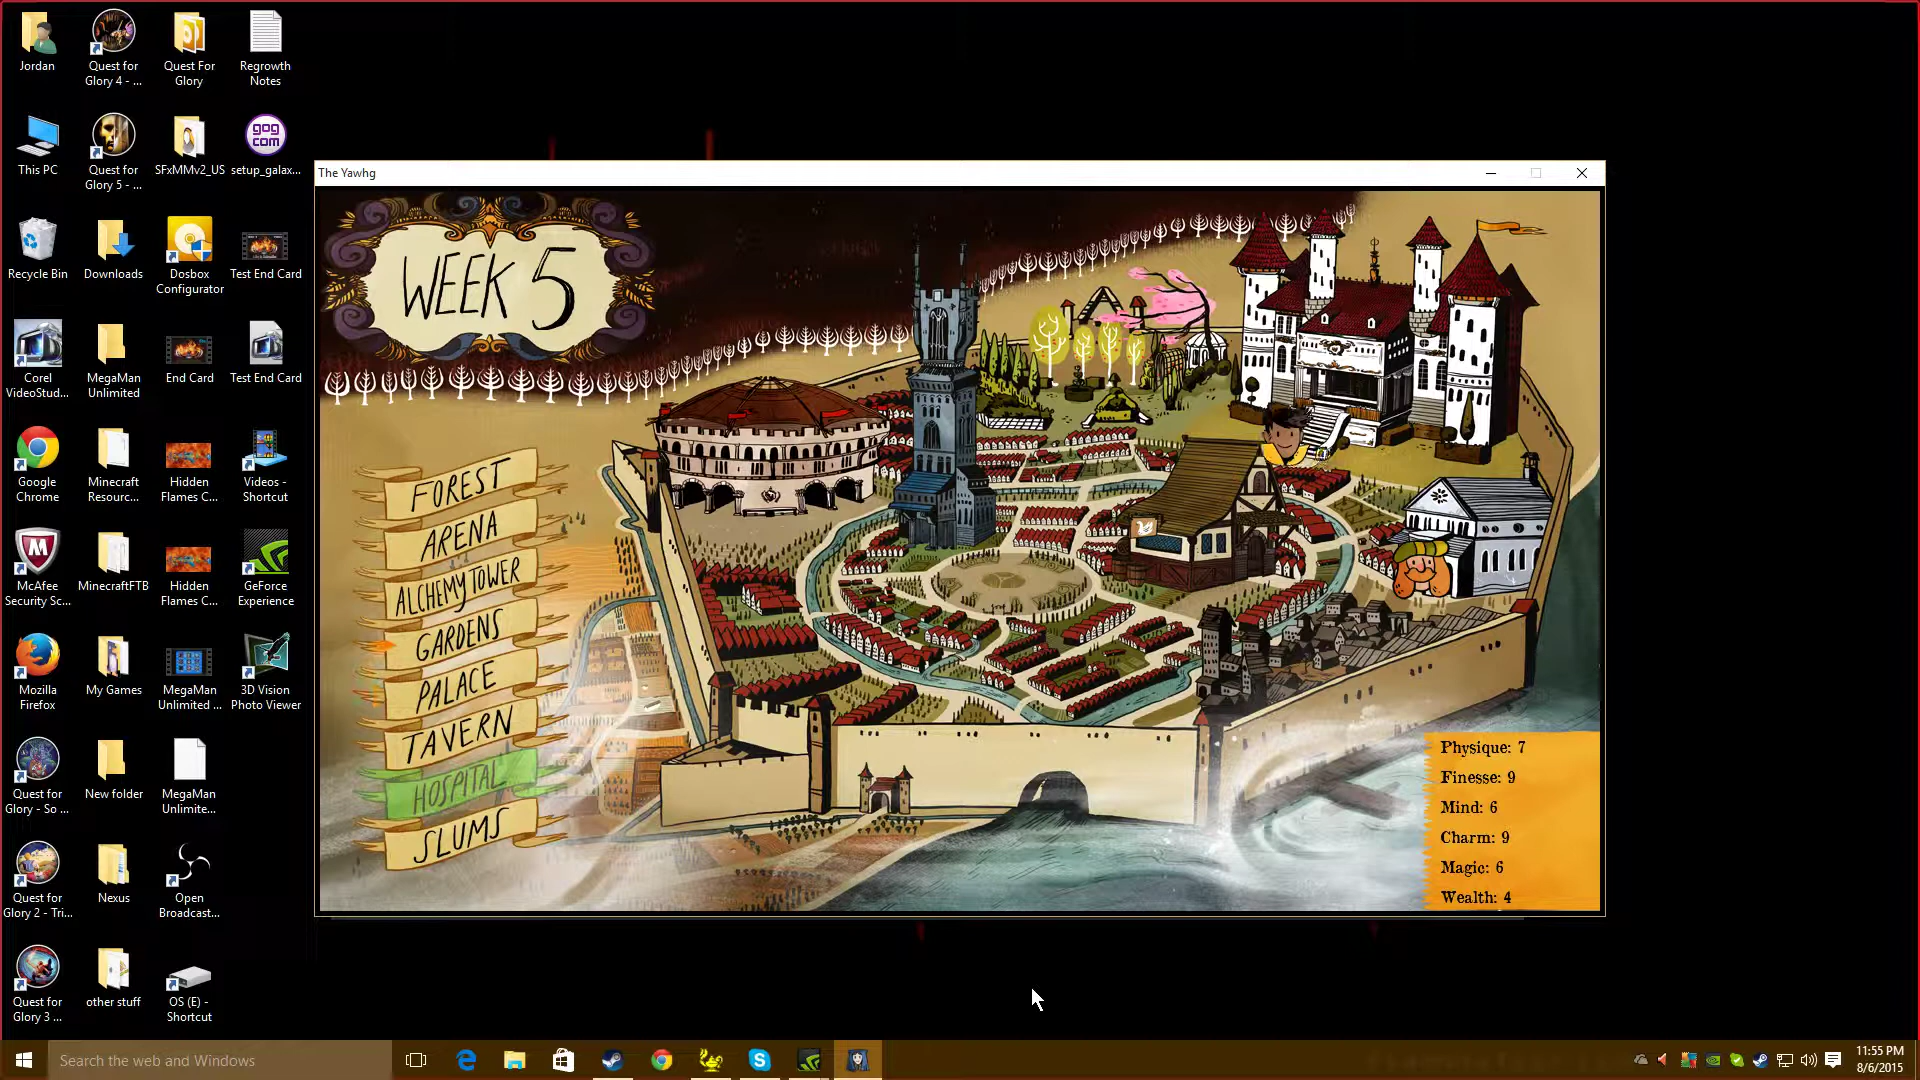 Jordan
Quest for
Glory 4 - ...
Quest For
Glory
Regrowth
Notes
This PC
Quest for
Glory 5 - ...
SFxMMv2_US
gog
com
setup_galax...
Recycle Bin
Downloads
Dosbox
Configurator
Test End Card
Corel
VideoStud...
MegaMan
Unlimited
End Card
Test End Card
Google
Chrome
Minecraft
Resourc...
Hidden
Flames C...
Videos -
Shortcut
McAfee
Security Sc...
MinecraftFTB
Hidden
Flames C...
GeForce
Experience
Mozilla
Firefox
My Games
MegaMan
Unlimited ...
3D Vision
Photo Viewer
Quest for
Glory - So ...
New folder
MegaMan
Unlimite...
Quest for
Glory 2 - Tri...
Nexus
Open
Broadcast...
Quest for
Glory 3 ...
other stuff
OS (E) -
Shortcut
The Yawhg
WEEK 5
FOREST
ARENA
ALCHEMY TOWER
GARDENS
PALACE
TAVERN
HOSPITAL
SLUMS
Physique: 7
Finesse: 9
Mind: 6
Charm: 9
Magic: 6
Wealth: 4
Search the web and Windows
11:55 PM
8/6/2015